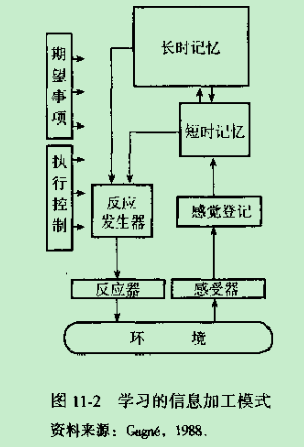 长时记忆
期望事项
短时记忆
执行控制
反应
发生器
感觉登记
反应器
感受器
环 境
图 11-2 学习的信息加工模式
资料来源：Gagné，1988.